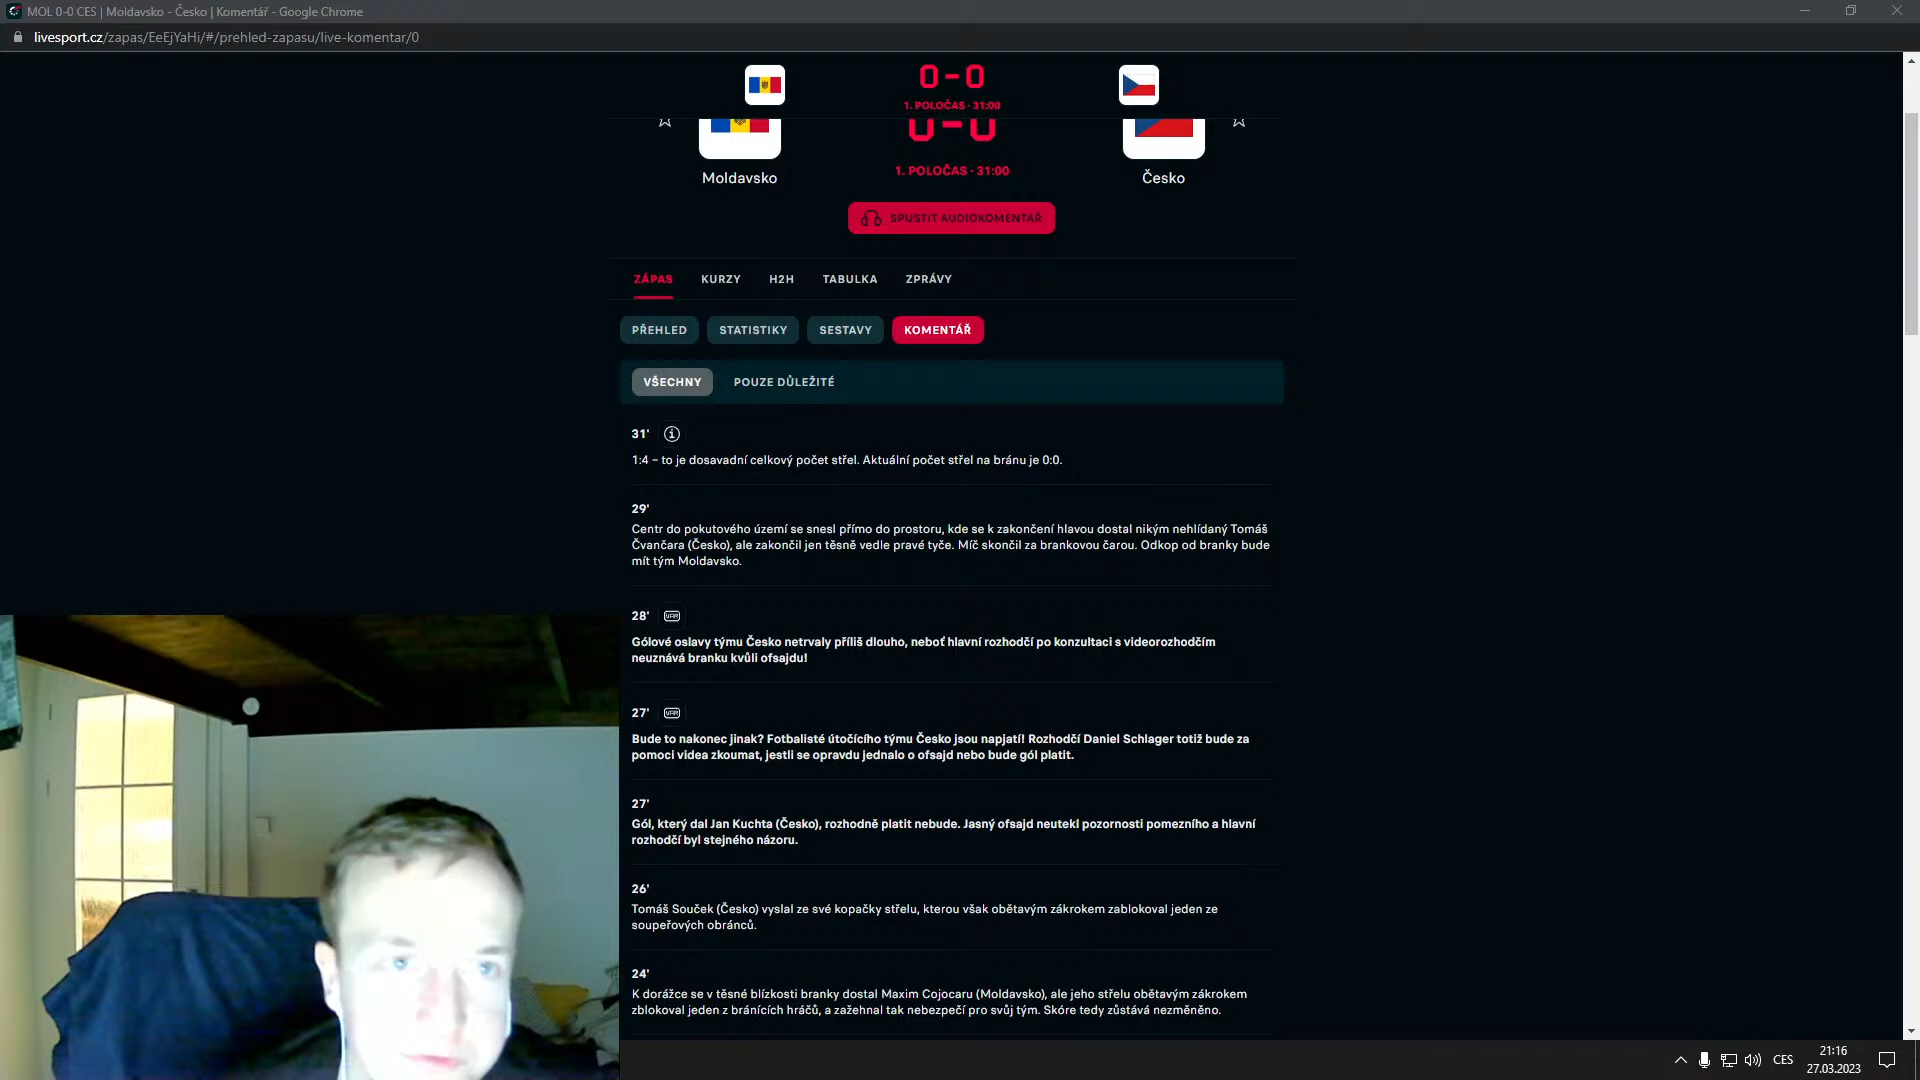 MOL 0-0 CES | Moldavsko - Česko | Komentář - Google Chrome
livesport.cz/zapas/EeEjYaHi/#/prehled-zapasu/live-komentar/0
0-0
1. POLOČAS - 31:00
0-0
1. POLOČAS - 31:00
Moldavsko
Česko
SPUSTIT AUDIOKOMENTÁŘ
ZÁPAS KURZY H2H TABULKA ZPRÁVY
PŘEHLED STATISTIKY SESTAVY KOMENTÁŘ
VŠECHNY POUZE DŮLEŽITÉ
31'
1:4 – to je dosavadní celkový počet střel. Aktuální počet střel na bránu je 0:0.
29'
Centr do pokutového území se snesl přímo do prostoru, kde se k zakončení hlavou dostal nikým nehlídaný Tomáš
Čvančara (Česko), ale zakončil jen těsně vedle pravé tyče. Míč skončil za brankovou čarou. Odkop od branky bude
mít tým Moldavsko.
28' VAR
Gólové oslavy týmu Česko netrvaly příliš dlouho, neboť hlavní rozhodčí po konzultaci s videorozhodčím
neuznává branku kvůli ofsajdu!
27' VAR
Bude to nakonec jinak? Fotbalisté útočícího týmu Česko jsou napjatí! Rozhodčí Daniel Schlager totiž bude za
pomoci videa zkoumat, jestli se opravdu jednalo o ofsajd nebo bude gól platit.
27'
Gól, který dal Jan Kuchta (Česko), rozhodně platit nebude. Jasný ofsajd neutekl pozornosti pomezního a hlavní
rozhodčí byl stejného názoru.
26'
Tomáš Souček (Česko) vyslal ze své kopačky střelu, kterou však obětavým zákrokem zablokoval jeden ze
soupeřových obránců.
24'
K dorážce se v těsné blízkosti branky dostal Maxim Cojocaru (Moldavsko), ale jeho střelu obětavým zákrokem
zblokoval jeden z bránících hráčů, a zažehnal tak nebezpečí pro svůj tým. Skóre tedy zůstává nezměněno.
CES
21:16
27.03.2023